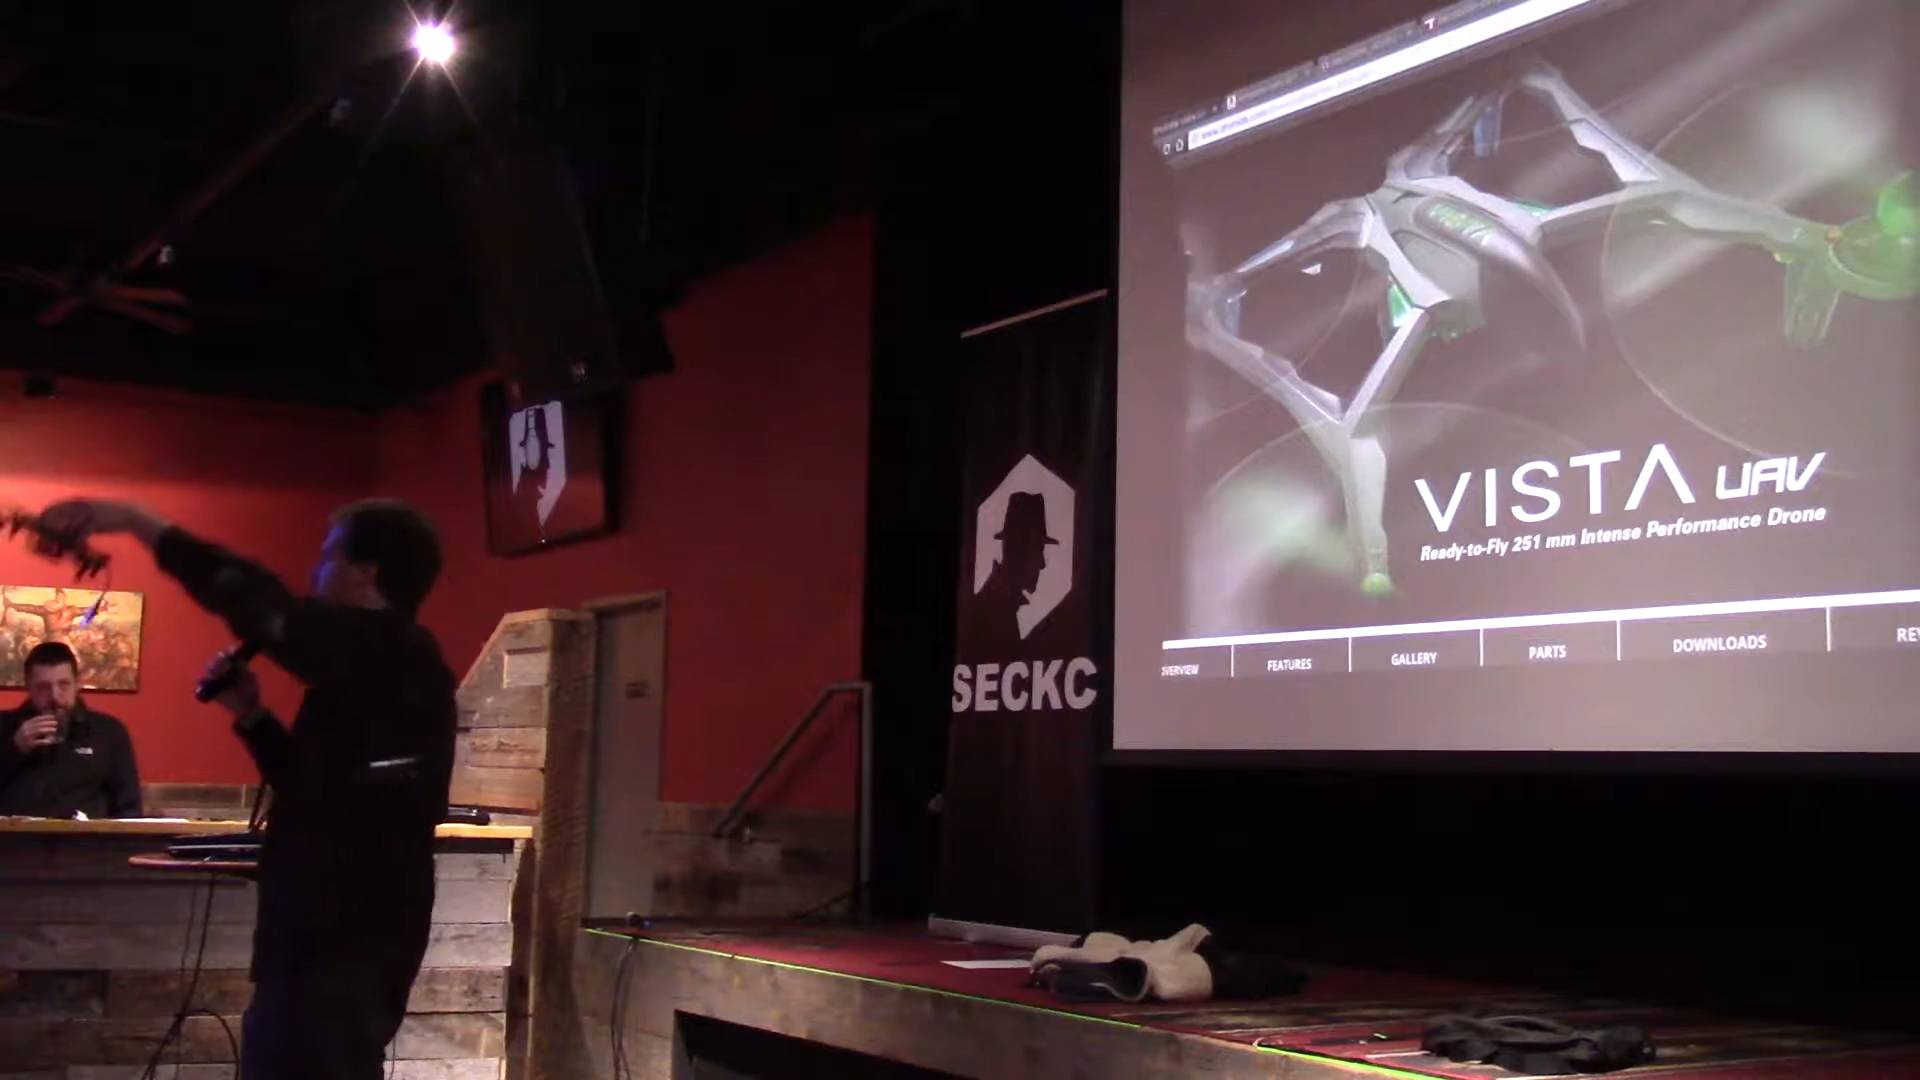 VISTA UAV
Ready-to-Fly 251 mm Intense Performance Drone
OVERVIEW
FEATURES
GALLERY
PARTS
DOWNLOADS
SECKC